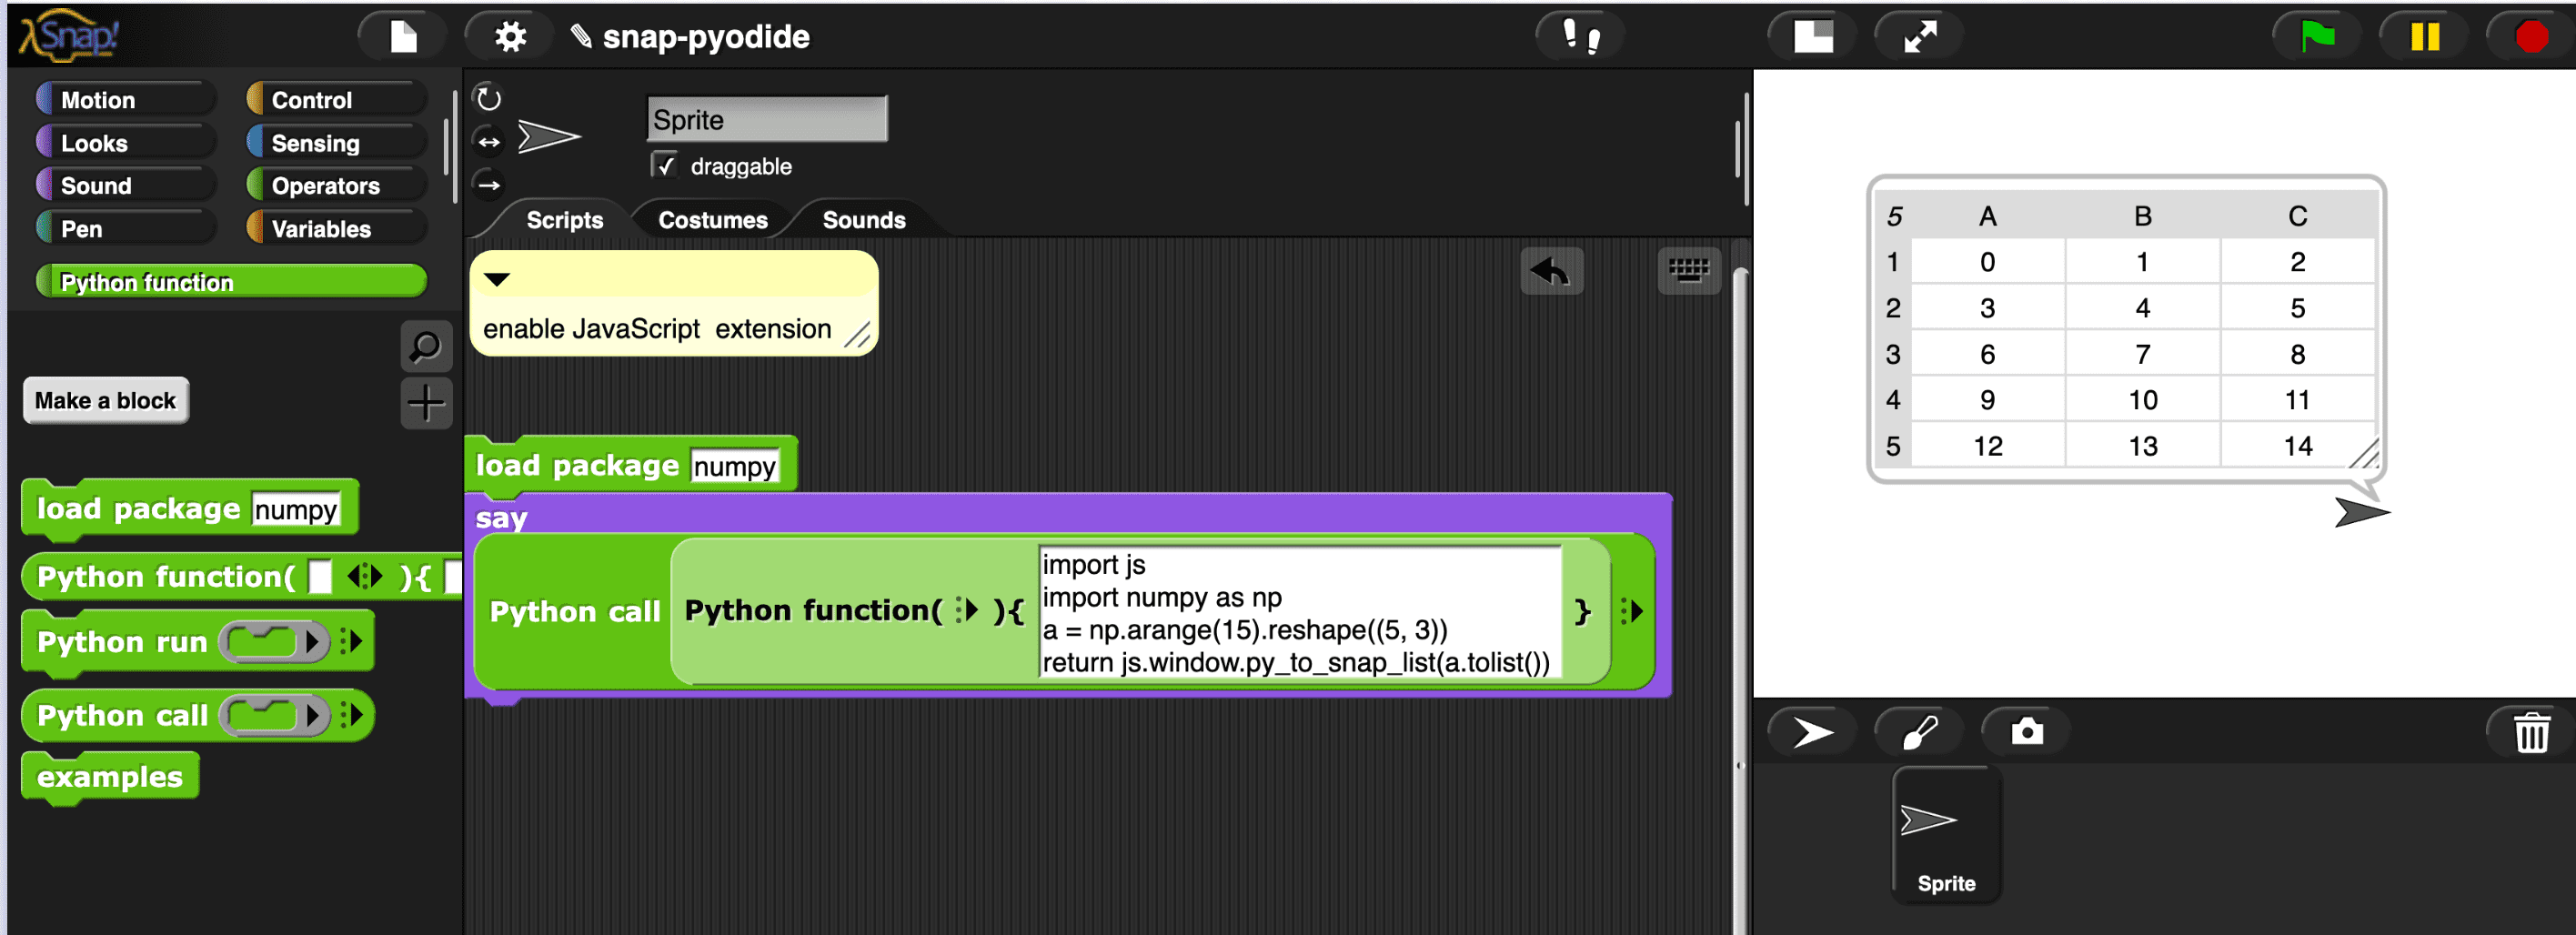 λSnap!
snap-pyodide
Motion
Control
Looks
Sensing
Sound
Operators
Pen
Variables
Python function
Make a block
load package numpy
Python function( ){
Python run
Python call
examples
Sprite
draggable
Scripts
Costumes
Sounds
enable JavaScript extension
load package numpy
say
Python call Python function( ){
import js
import numpy as np
a = np.arange(15).reshape((5, 3))
return js.window.py_to_snap_list(a.tolist())
}
5 A B C
1 0 1 2
2 3 4 5
3 6 7 8
4 9 10 11
5 12 13 14
Sprite